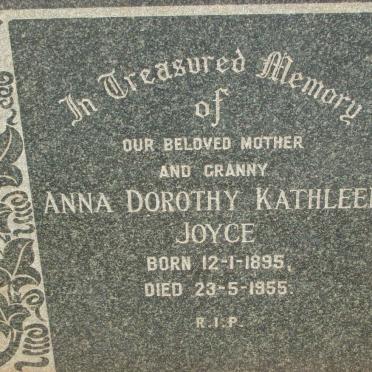 In Treasured Memory
of
OUR BELOVED MOTHER
AND GRANNY
ANNA DOROTHY KATHLEEN
JOYCE
BORN 12-1-1895,
DIED 23-5-1955.
R.I.P.